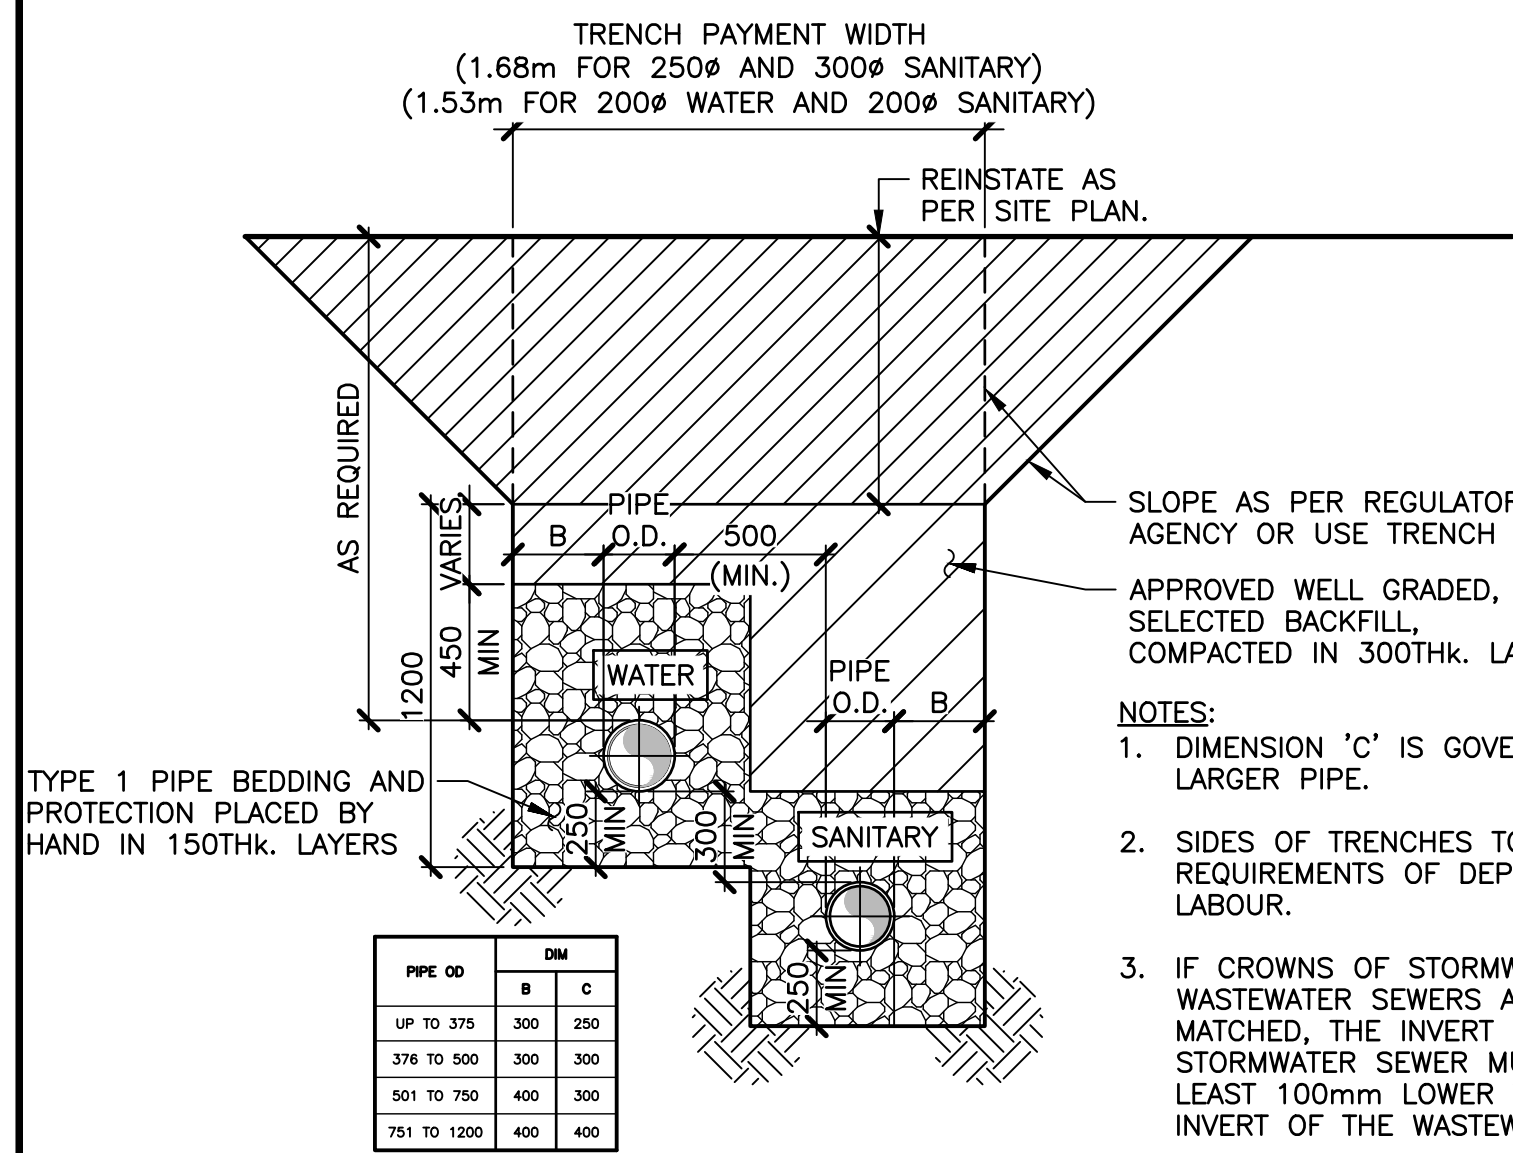 TRENCH PAYMENT WIDTH
(1.68m FOR 250ø AND 300ø SANITARY)
(1.53m FOR 200ø WATER AND 200ø SANITARY)
REINSTATE AS
PER SITE PLAN.
AS REQUIRED
1200
VARIES
450
MIN
B
PIPE
O.D.
500
(MIN.)
WATER
PIPE
O.D.
B
250
MIN
300
MIN
SANITARY
250
MIN
TYPE 1 PIPE BEDDING AND
PROTECTION PLACED BY
HAND IN 150THk. LAYERS
SLOPE AS PER REGULATOR
AGENCY OR USE TRENCH
APPROVED WELL GRADED,
SELECTED BACKFILL,
COMPACTED IN 300THk. LA
NOTES:
1. DIMENSION 'C' IS GOVE
LARGER PIPE.
2. SIDES OF TRENCHES TO
REQUIREMENTS OF DEP
LABOUR.
3. IF CROWNS OF STORMW
WASTEWATER SEWERS A
MATCHED, THE INVERT
STORMWATER SEWER MU
LEAST 100mm LOWER
INVERT OF THE WASTEW
PIPE OD DIM
B C
UP TO 375 300 250
376 TO 500 300 300
501 TO 750 400 300
751 TO 1200 400 400